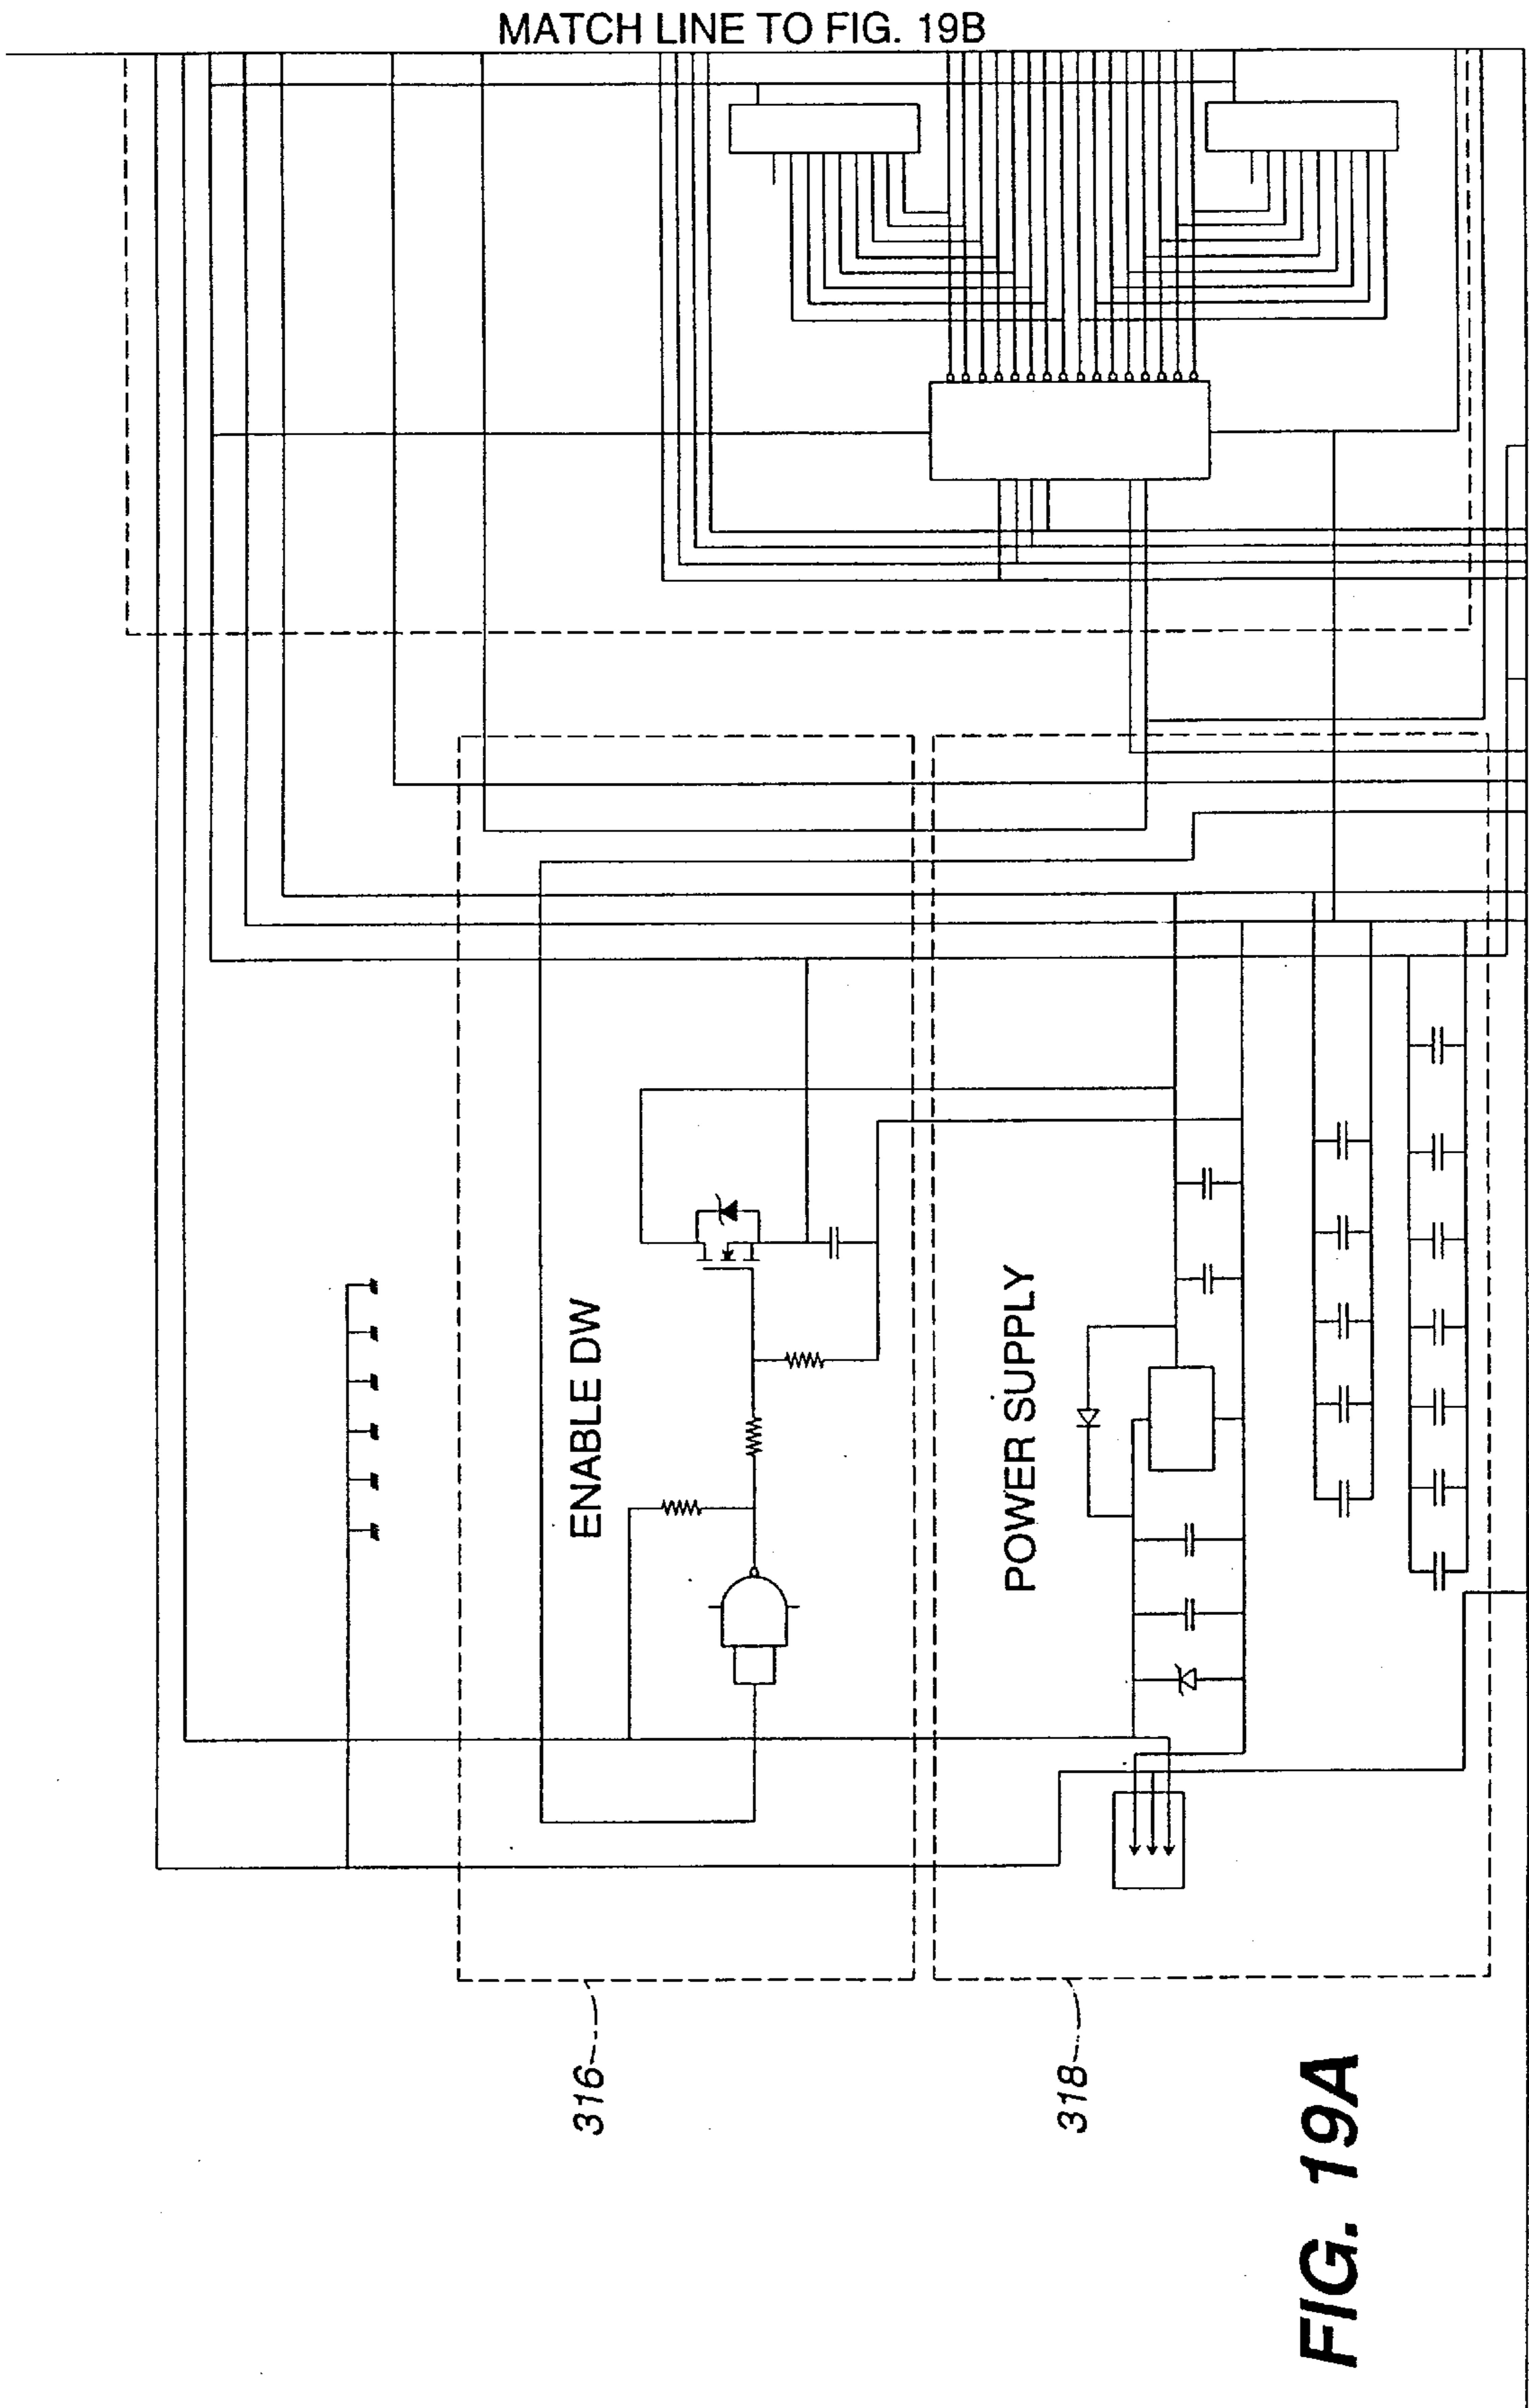 MATCH LINE TO FIG. 19B
ENABLE DW
POWER SUPPLY
316
318
FIG. 19A